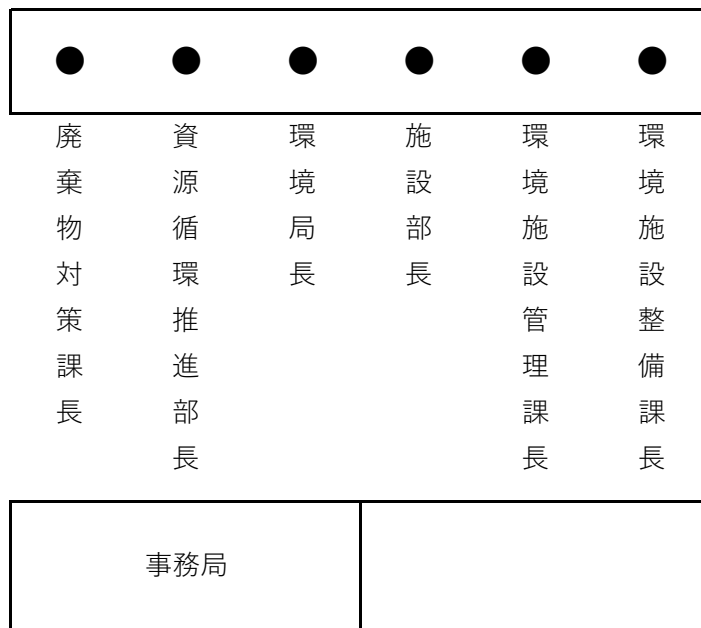 ● ● ● ● ● ●
廃棄物対策課長
資源循環推進部長
環境局長
施設部長
環境施設管理課長
環境施設整備課長
事務局